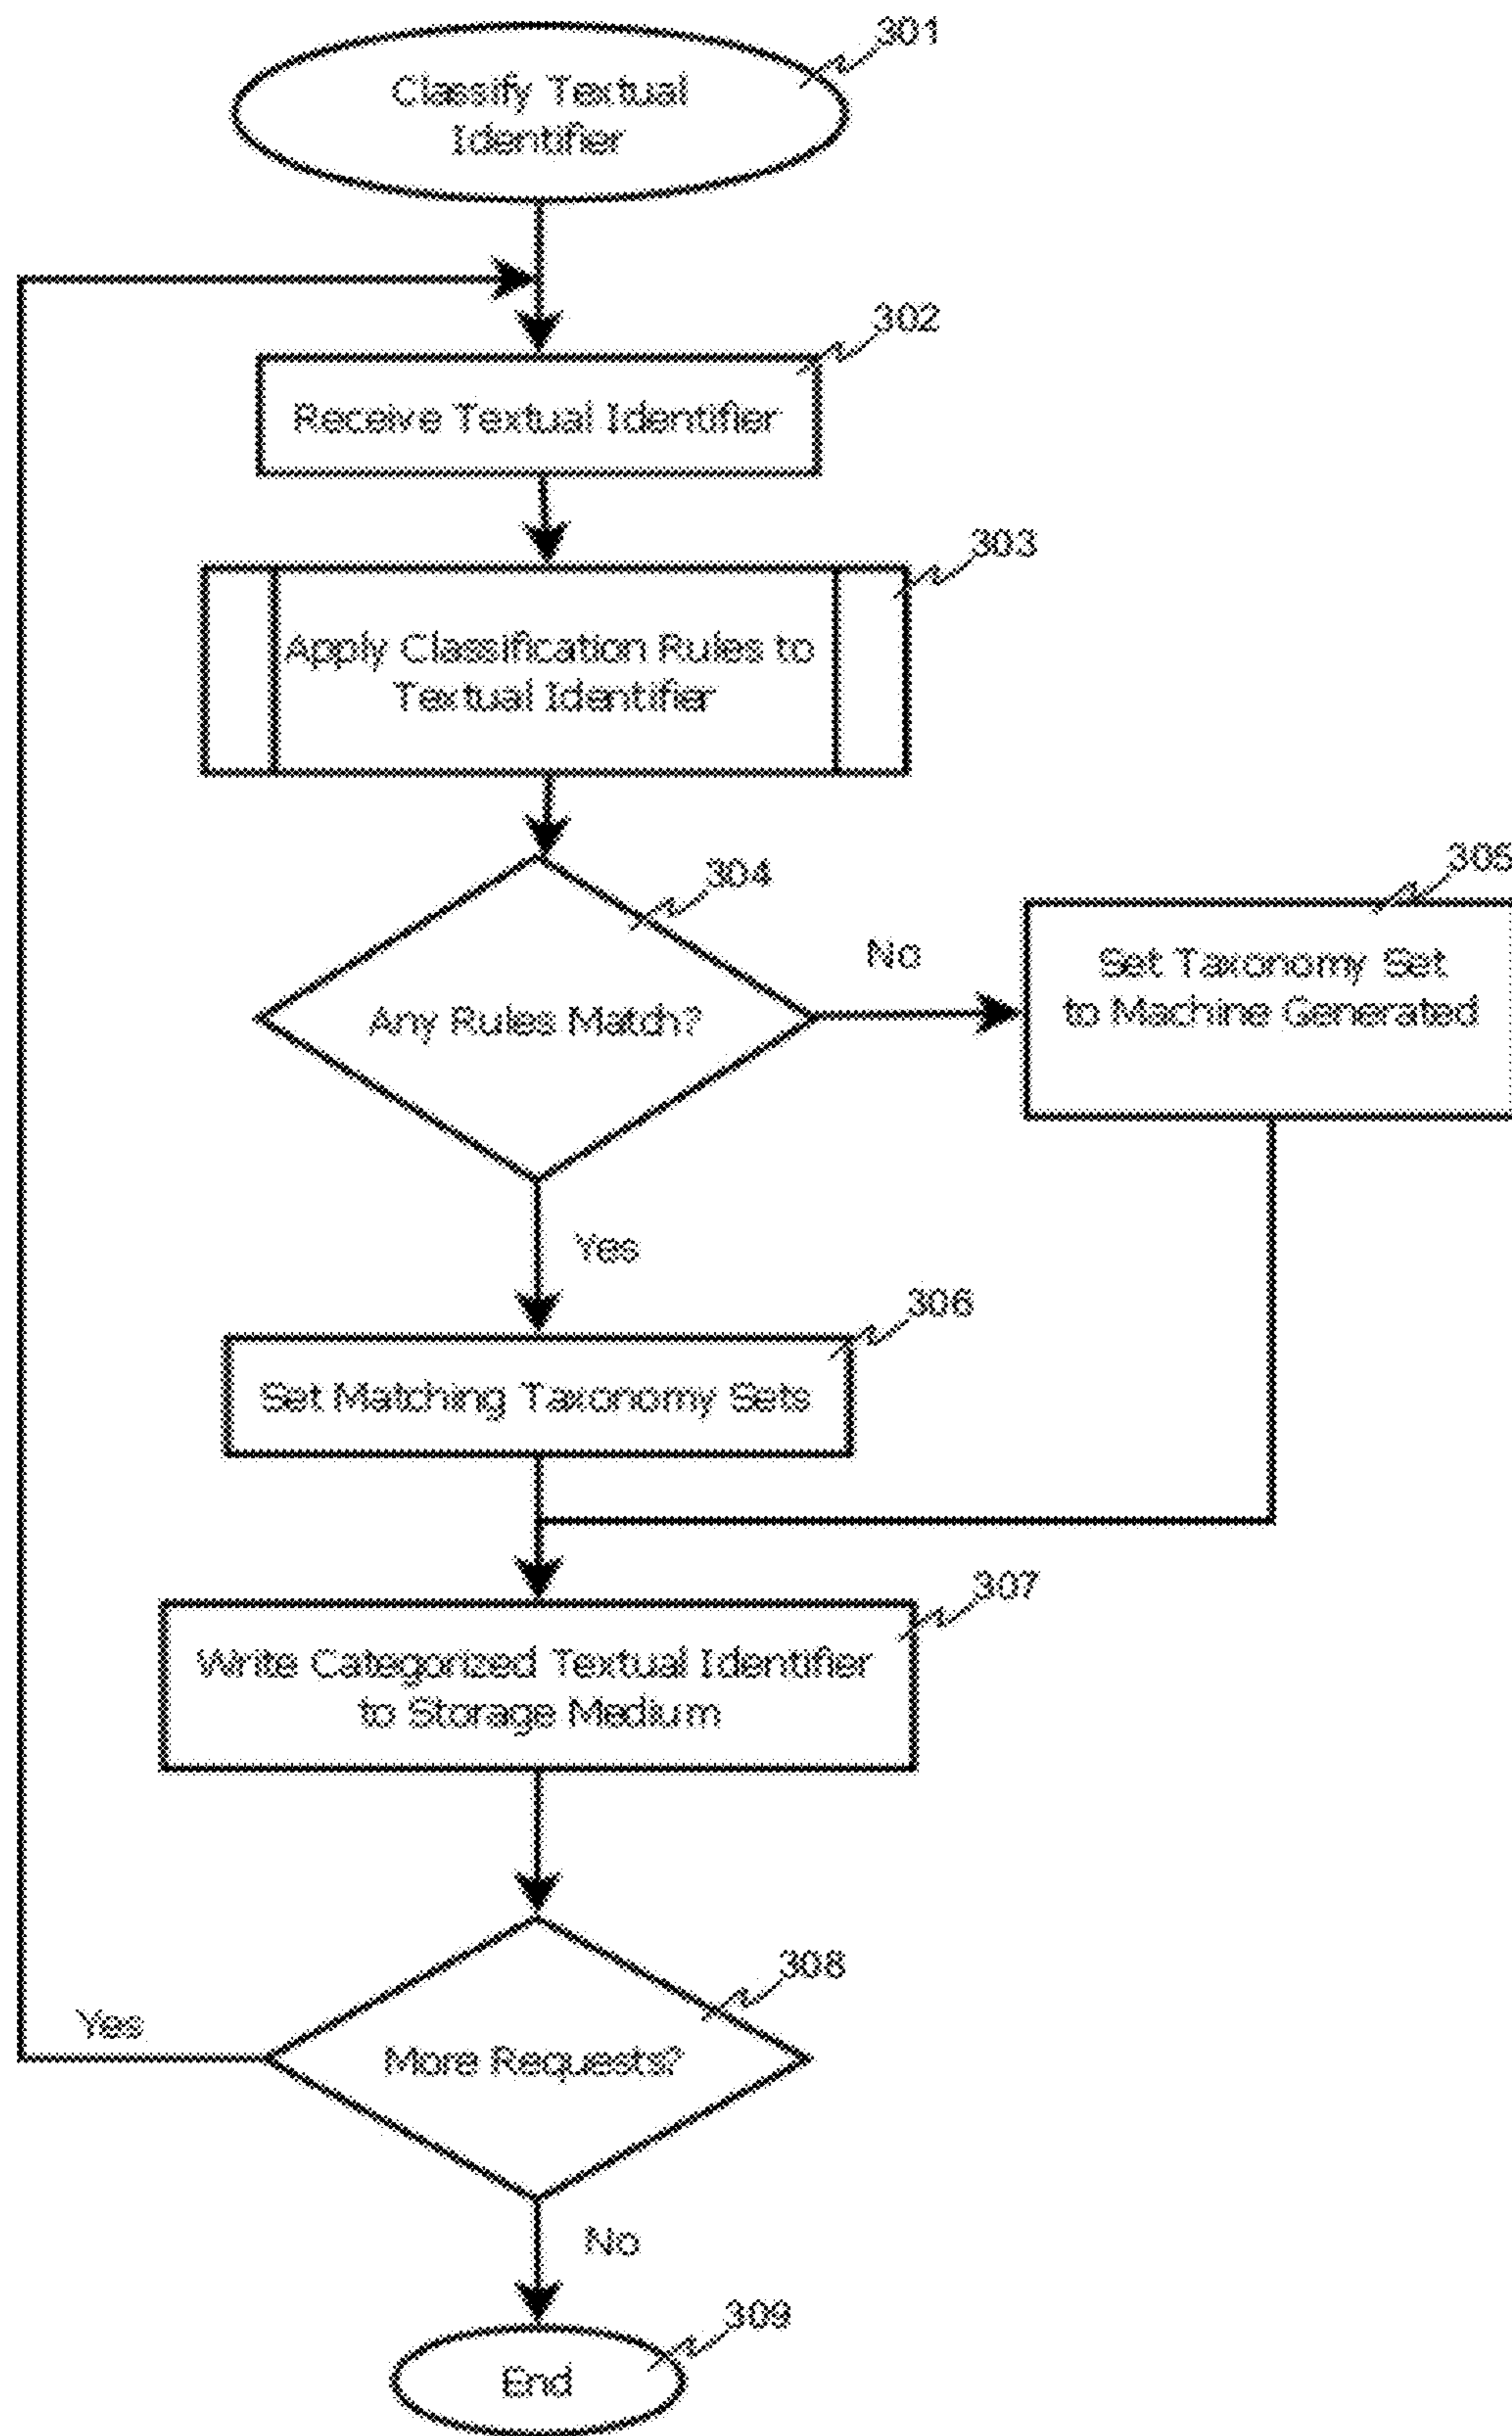 301
Classify Textual
Identifier
302
Receive Textual Identifier
303
Apply Classification Rules to
Textual Identifier
304
Any Rules Match?
No
305
Set Taxonomy Set
to Machine Generated
Yes
306
Set Matching Taxonomy Sets
307
Write Categorized Textual Identifier
to Storage Medium
308
More Requests?
Yes
No
309
End